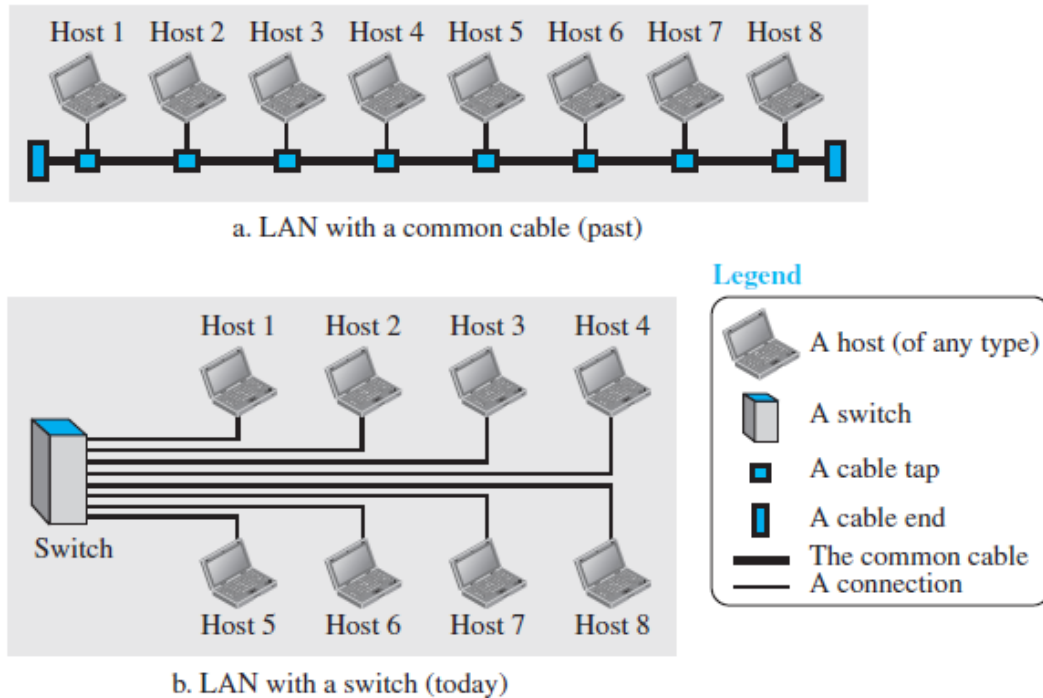 Host 1 Host 2 Host 3 Host 4 Host 5 Host 6 Host 7 Host 8
a. LAN with a common cable (past)
Legend
Host 1 Host 2 Host 3 Host 4
A host (of any type)
A switch
A cable tap
A cable end
Switch
The common cable
A connection
Host 5 Host 6 Host 7 Host 8
b. LAN with a switch (today)